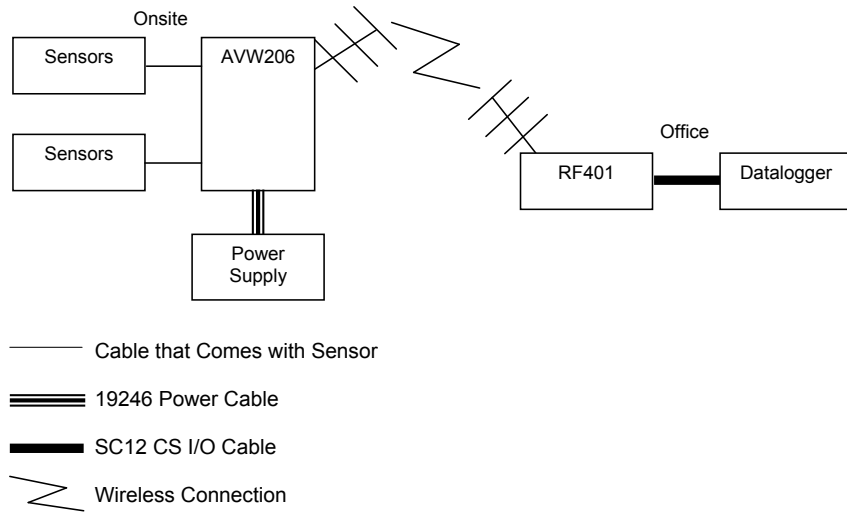 Onsite
Sensors
AVW206
Sensors
Office
RF401
Datalogger
Power
Supply
Cable that Comes with Sensor
19246 Power Cable
SC12 CS I/O Cable
Wireless Connection